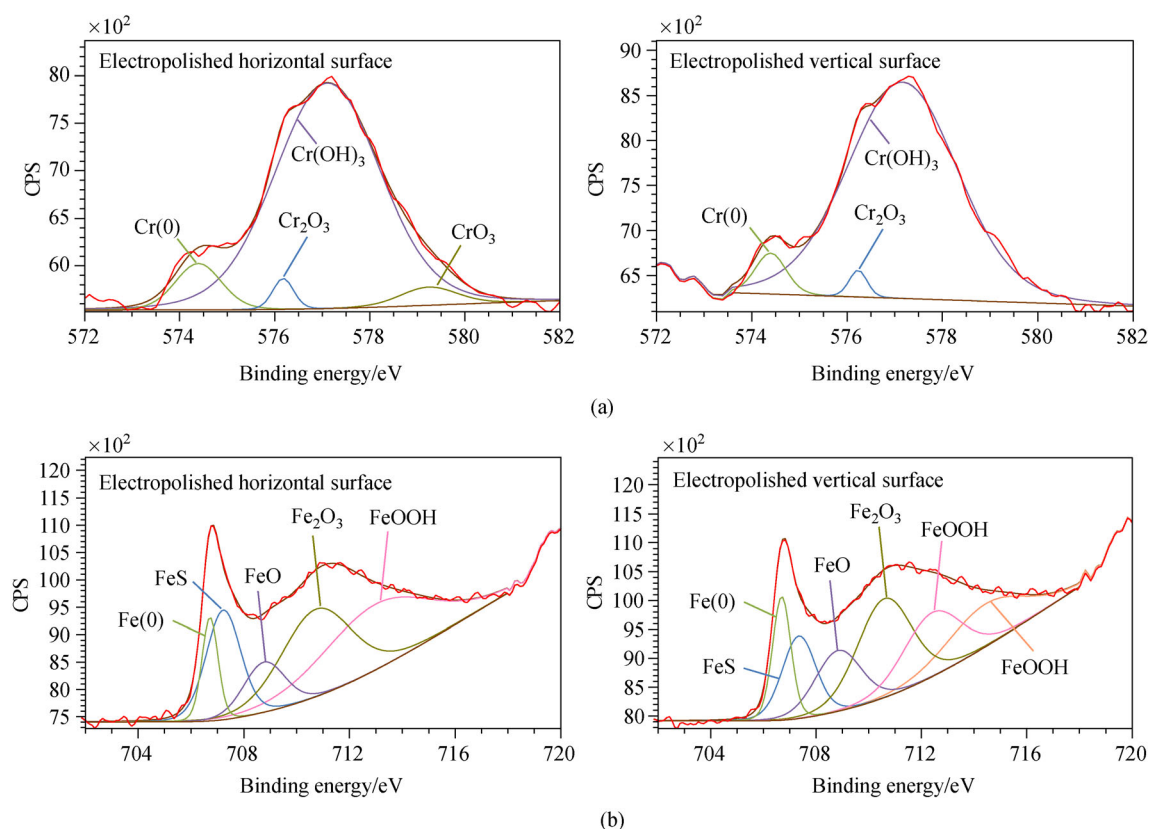 ×10²
Electropolished horizontal surface
80
70
65
60
CPS
Cr(0)
Cr(OH)₃
Cr₂O₃
CrO₃
572 574 576 578 580 582
Binding energy/eV
×10²
Electropolished vertical surface
90
85
80
75
70
65
CPS
Cr(0)
Cr(OH)₃
Cr₂O₃
572 574 576 578 580 582
Binding energy/eV
(a)
×10²
Electropolished horizontal surface
120
110
105
100
95
90
85
80
75
CPS
Fe(0)
FeS
FeO
Fe₂O₃
FeOOH
704 708 712 716 720
Binding energy/eV
×10²
Electropolished vertical surface
120
115
110
105
100
95
90
85
80
CPS
Fe(0)
FeS
FeO
Fe₂O₃
FeOOH
FeOOH
704 708 712 716 720
Binding energy/eV
(b)